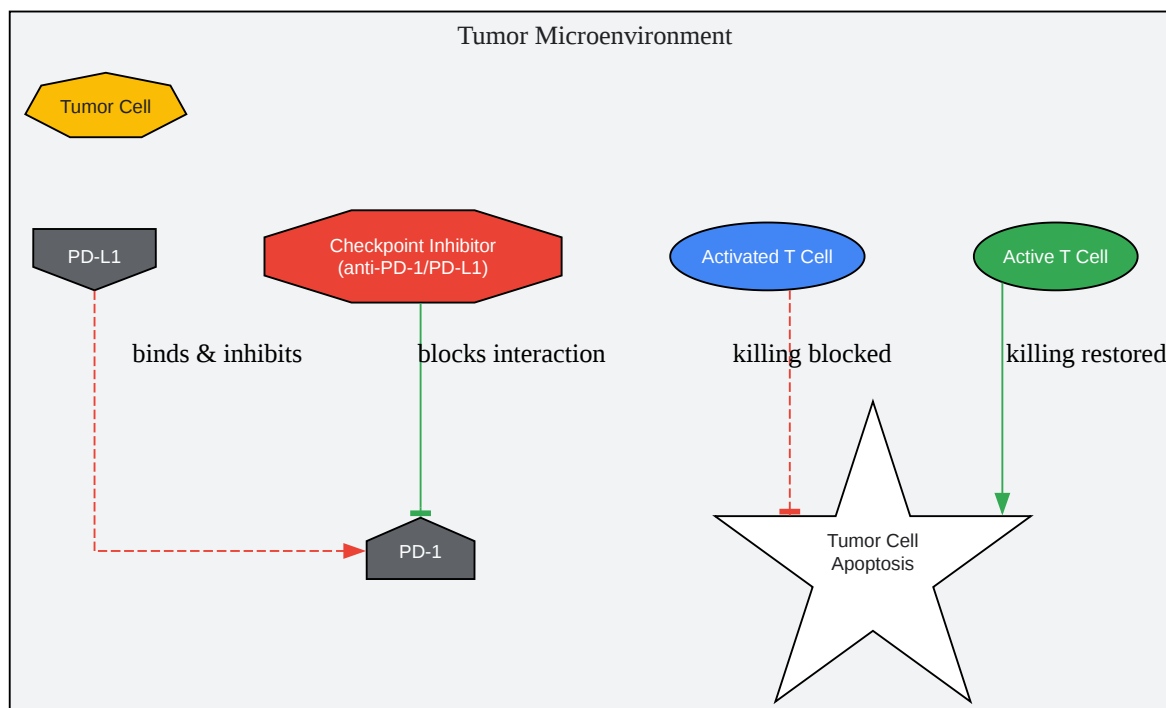 Tumor Microenvironment
Tumor Cell
PD-L1
Checkpoint Inhibitor
(anti-PD-1/PD-L1)
Activated T Cell
Active T Cell
binds & inhibits
blocks interaction
killing blocked
killing restored
PD-1
Tumor Cell
Apoptosis